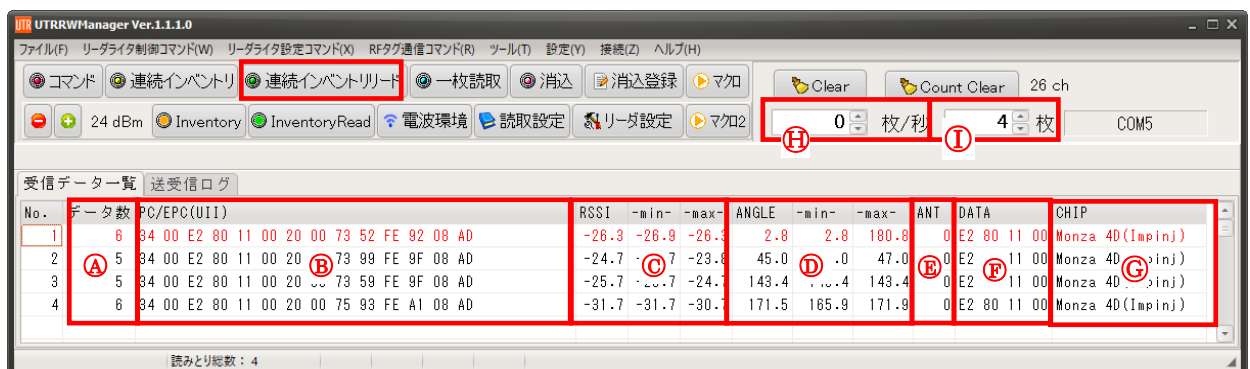 UTR UTRRWManager Ver.1.1.1.0
ファイル(F) リーダライタ制御コマンド(W) リーダライタ設定コマンド(X) RFタグ通信コマンド(R) ツール(T) 設定(Y) 接続(Z) ヘルプ(H)
コマンド 連続インベントリ 連続インベントリリード 一枚読取 消込 消込登録 マクロ Clear Count Clear 26 ch
24 dBm Inventory InventoryRead 電波環境 読取設定 リーダ設定 マクロ2 0 枚/秒 4 枚 COM5
Ⓗ Ⓘ
受信データ一覧 送受信ログ
No. データ数 PC/EPC(UII) RSSI -min- -max- ANGLE -min- -max- ANT DATA CHIP
1 6 34 00 E2 80 11 00 20 00 73 52 FE 92 08 AD -26.3 -26.9 -26.3 2.8 2.8 180.8 0 E2 80 11 00 Monza 4D(Impinj)
2 5 34 00 E2 80 11 00 20 73 99 FE 9F 08 AD -24.7 -23.8 45.0 47.0 0 E2 11 00 Monza 4D
Ⓐ Ⓑ Ⓒ Ⓓ Ⓔ Ⓕ Ⓖ
3 5 34 00 E2 80 11 00 20 73 59 FE 9F 08 AD -25.7 -24.7 143.4 143.4 0 E2 11 00 Monza 4D
4 6 34 00 E2 80 11 00 20 00 75 93 FE A1 08 AD -31.7 -31.7 -30.7 171.5 165.9 171.9 0 E2 80 11 00 Monza 4D(Impinj)
読みとり総数：4